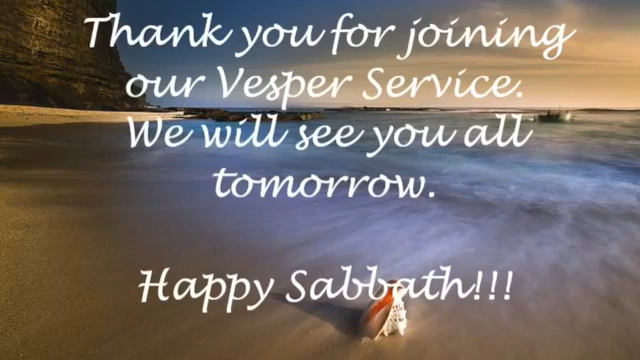 Thank you for joining
our Vesper Service.
We will see you all
tomorrow.
Happy Sabbath!!!